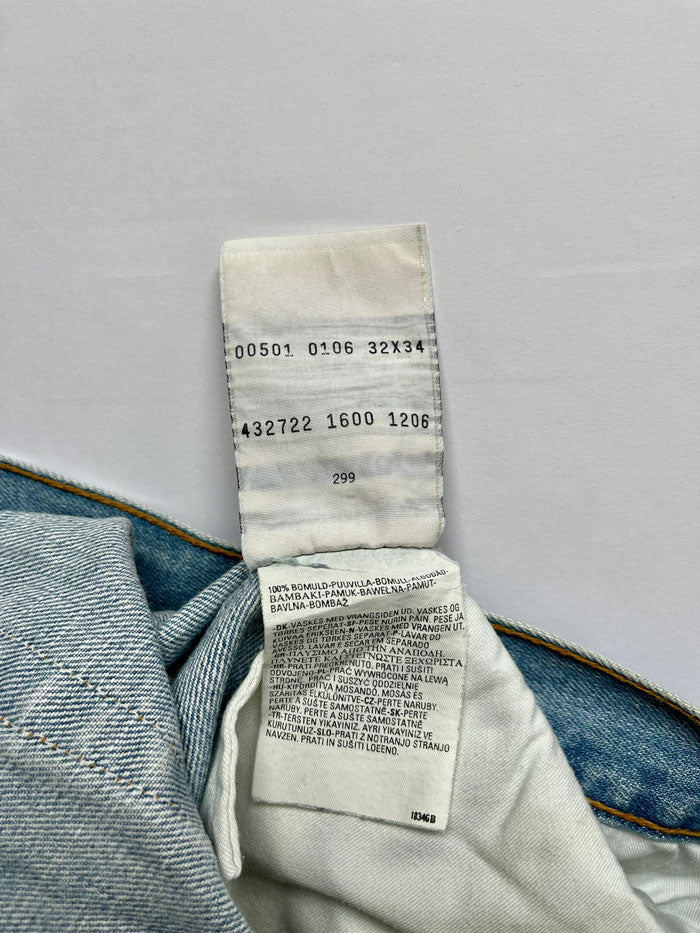 00501 0106 32X34
432722 1600 1206
299
100% BOMULD-PUUVILLA-BOMULL-ALGODÃO-
BAMBAKI-PAMUK-BAWEŁNA-PAMUT-
BAVLNA-BOMBAŽ
DK-VASKES MED VRANGSIDEN UD. VASKES OG
TØRRES SEPERAT-SF-PESE NURIN PÄIN. PESE JA
KUIVAA ERIKSEEN-N-VASKES MED VRANGEN UT.
VASKES OG TØRKES SEPARAT-P-LAVAR DO
AVESSO. LAVAR E SECAR EM SEPARADO
ΠΛΥΣΙΜΟ ΑΠΟ ΤΗΝ ΑΝΑΠΟΔΗ.
ΠΛΥΝΕΤΕ ΚΑΙ ΣΤΕΓΝΩΣΤΕ ΞΕΧΩΡΙΣΤΑ
HR-PRATI PREOKRENUTO. PRATI I SUŠITI
ODVOJENO-PL-PRAĆ WYWRÓCONE NA LEWĄ
STRONĘ. PRAĆ I SUSZYĆ ODDZIELNIE
HU-KIFORDÍTVA MOSANDÓ. MOSÁS ÉS
SZÁRÍTÁS ELKÜLÖNÍTVE-CZ-PERTE NARUBY.
PERTE A SUŠTE SAMOSTATNĚ-SK-PERTE
NARUBY. PERTE A SUŠTE SAMOSTATNÉ
-TR-TERSTEN YIKAYINIZ. AYRI YIKAYINIZ VE
KURUTUNUZ-SLO-PRATI Z NOTRANJO STRANJO
NAVZEN. PRATI IN SUŠITI LOČENO.
18346B